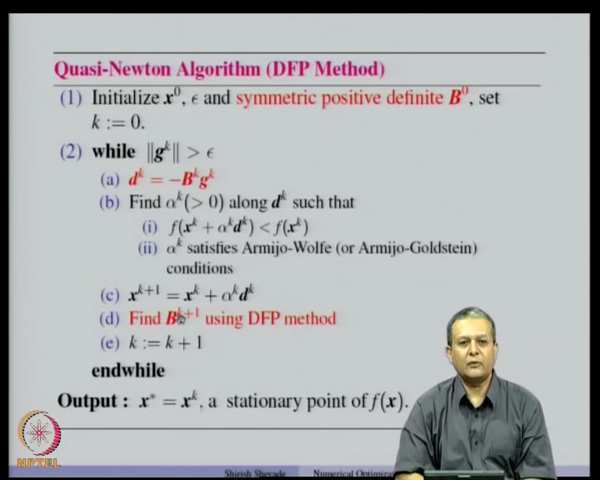 Quasi-Newton Algorithm (DFP Method)
(1) Initialize x⁰, ϵ and symmetric positive definite B⁰, set
k := 0.
(2) while ‖gᵏ‖ > ϵ
(a) dᵏ = −Bᵏgᵏ
(b) Find αᵏ(> 0) along dᵏ such that
(i) f(xᵏ + αᵏdᵏ) < f(xᵏ)
(ii) αᵏ satisfies Armijo-Wolfe (or Armijo-Goldstein)
conditions
(c) xᵏ⁺¹ = xᵏ + αᵏdᵏ
(d) Find Bᵏ⁺¹ using DFP method
(e) k := k + 1
endwhile
Output : x* = xᵏ, a stationary point of f(x).
NPTEL
Shirish Shevade Numerical Optimiza